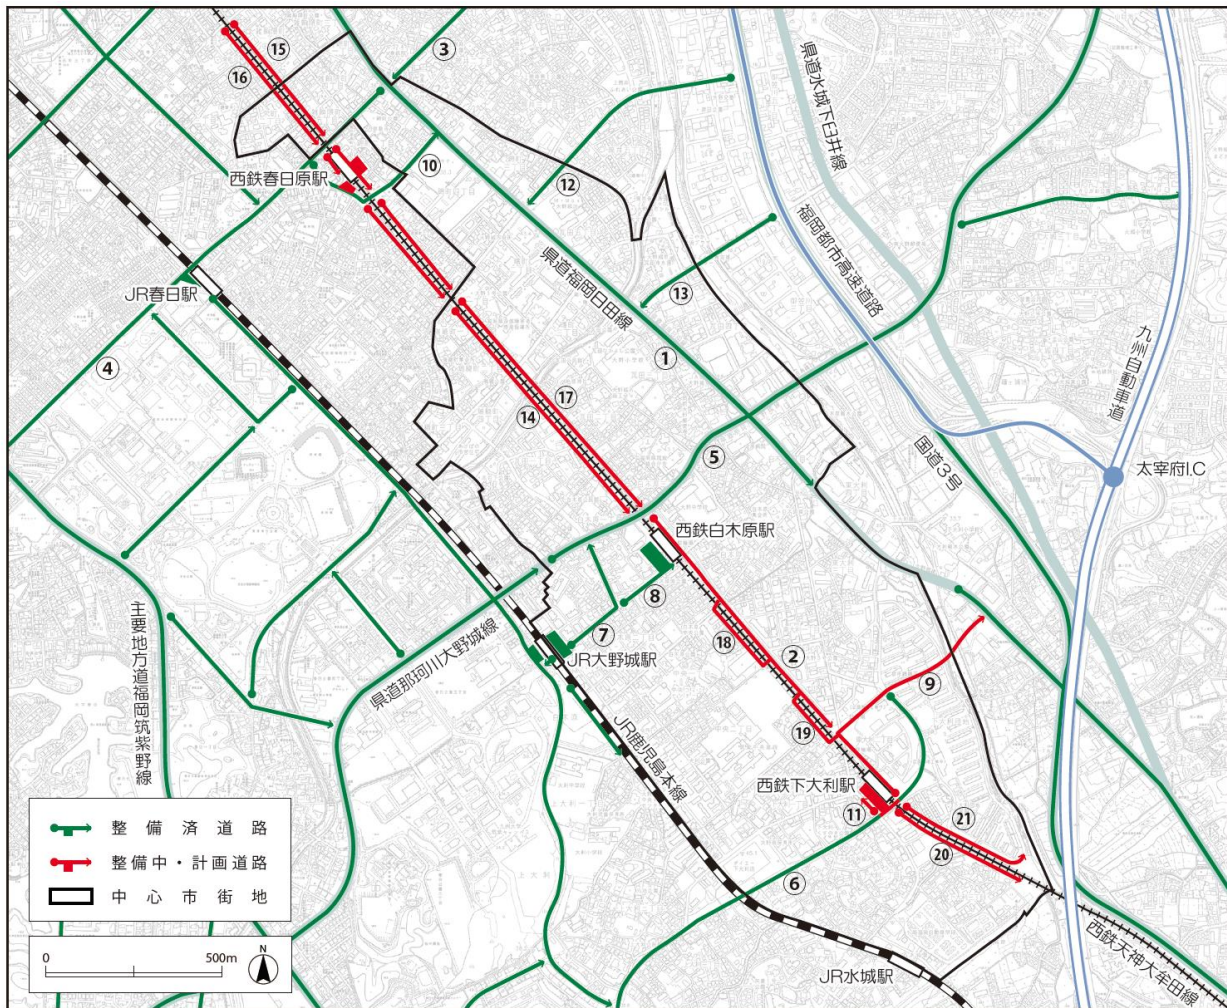 ⑮
③
⑯
県道水城下臼井線
⑩
⑫
西鉄春日原駅
福岡都市高速道路
県道福岡日田線
JR春日駅
⑬
①
九州自動車道
④
⑰
⑭
⑤
国道3号
太宰府I.C
西鉄白木原駅
主要地方道福岡筑紫野線
県道那珂川大野城線
⑧
⑦
⑱
JR大野城駅
②
⑨
⑲
JR鹿児島本線
西鉄下大利駅
⑪
㉑
⑳
⑥
西鉄天神大牟田線
JR水城駅
整備済道路
整備中・計画道路
中心市街地
0 500m
N